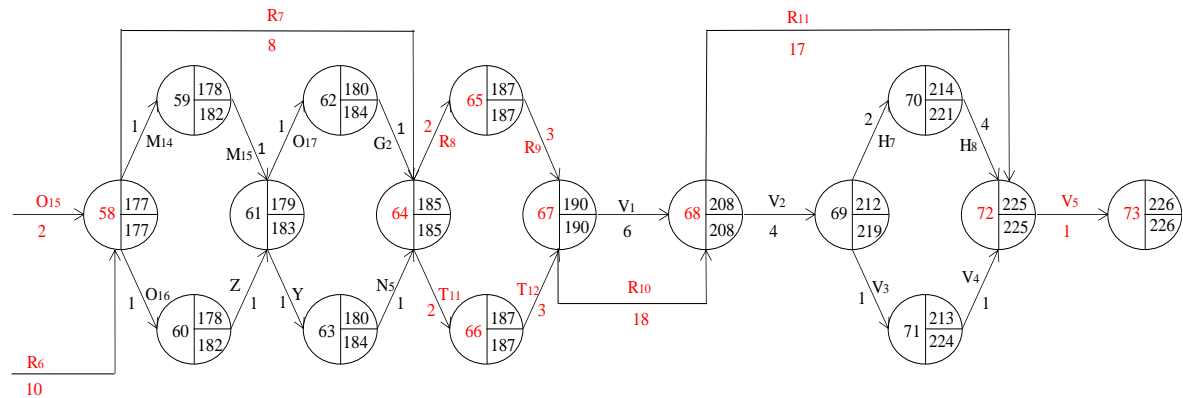 R7 R11
8 17
59 178 62 180 65 187 70 214
182 184 187 221
1 1 1 1 2 3 2 4
M14 M15 O17 G2 R8 R9 H7 H8
O15 58 177 61 179 64 185 67 190 V1 68 208 V2 69 212 72 225 V5 73 226
2 177 183 185 190 6 208 4 219 225 1 226
O16 Z Y N5 T11 T12 R10 V3 V4
1 1 1 1 2 3 18 1 1
60 178 63 180 66 187 71 213
182 184 187 224
R6
10